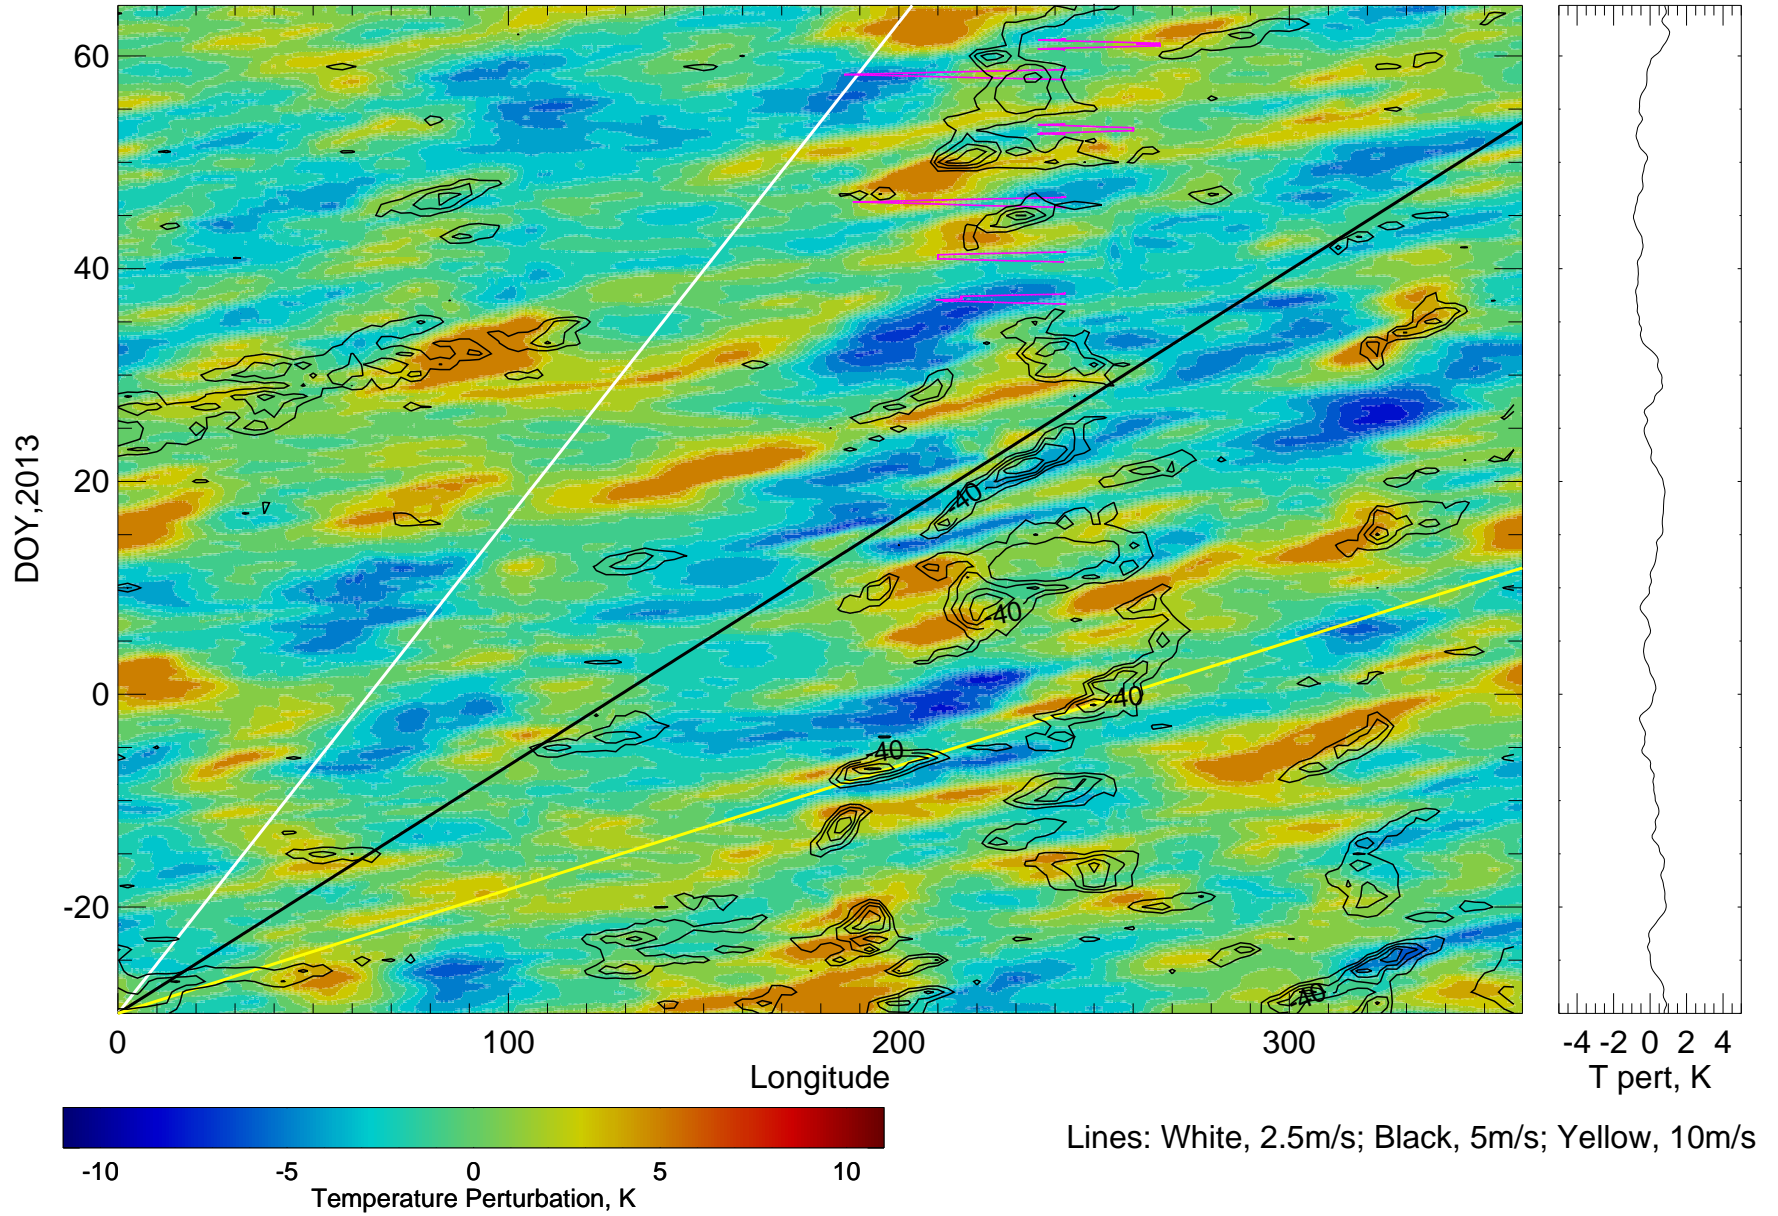 60
40
20
0
-20
DOY,2013
-40
-40
-40
-40
-40
0 100 200 300
Longitude
-4 -2 0 2 4
T pert, K
-10 -5 0 5 10
Temperature Perturbation, K
Lines: White, 2.5m/s; Black, 5m/s; Yellow, 10m/s